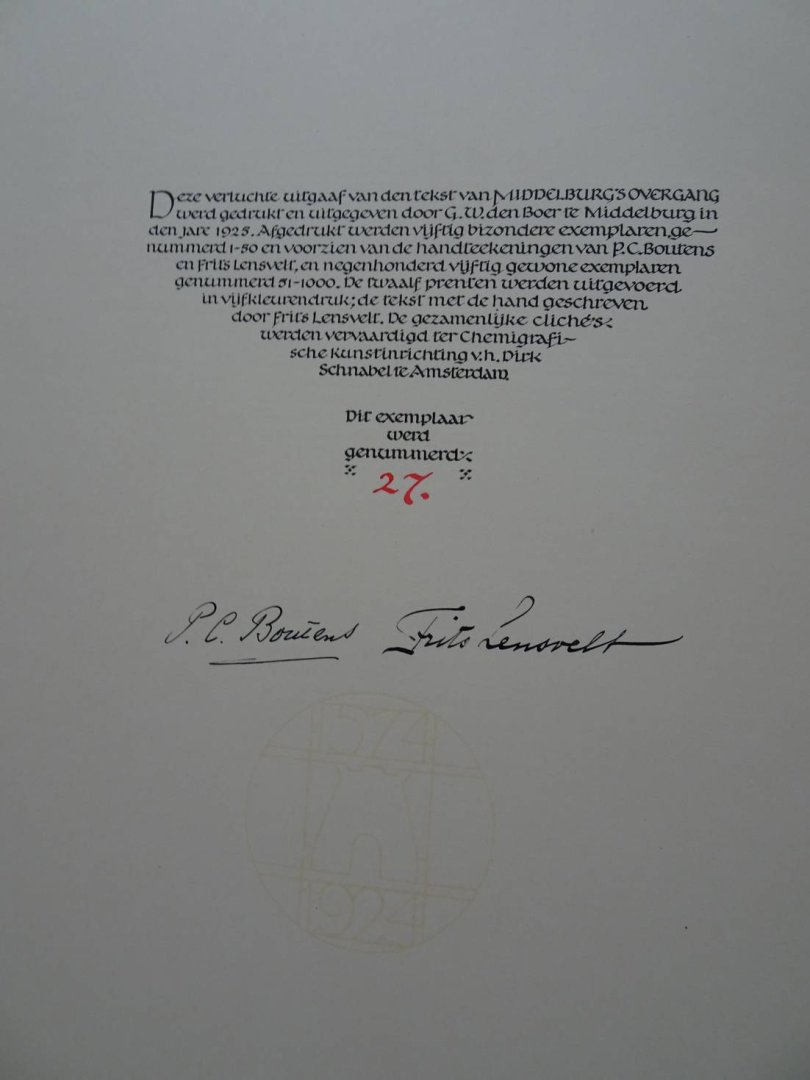 Deze verluchte uitgaaf van den tekst van MIDDELBURG'S OVERGANG
werd gedrukt en uitgegeven door G.W. den Boer te Middelburg in
den jare 1925. Afgedrukt werden vijftig bizondere exemplaren, ge-
nummerd 1-50 en voorzien van de handteekeningen van P.C. Boutens
en Frits Lensvelt, en negenhonderd vijftig gewone exemplaren
genummerd 51-1000. De twaalf prenten werden uitgevoerd
in vijfkleurendruk; de tekst met de hand geschreven
door Frits Lensvelt. De gezamenlijke cliché's
werden vervaardigd ter Chemigrafi-
sche Kunstinrichting v.h. Dirk
Schnabel te Amsterdam
Dit exemplaar
werd
genummerd
27.
P. C. Boutens Frits Lensvelt
1574
1924